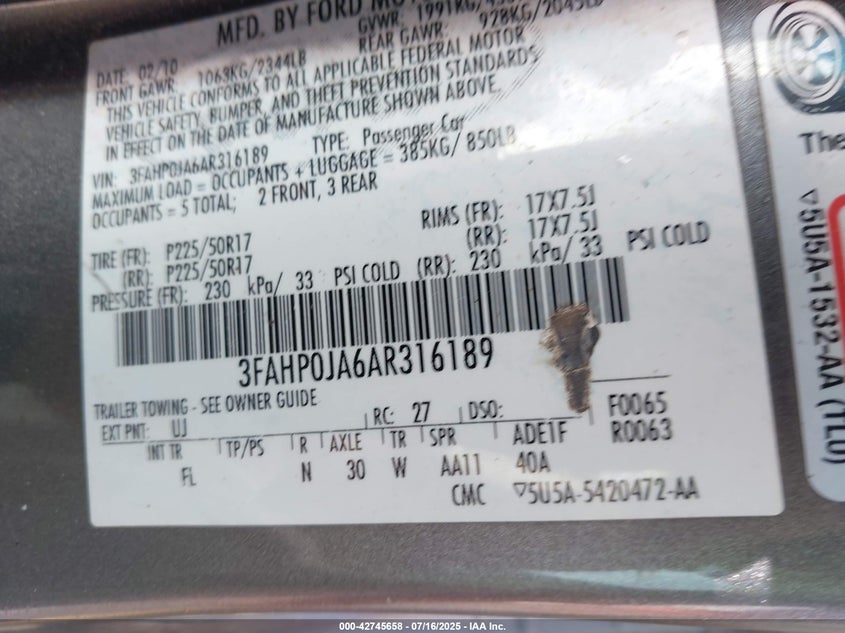 MFD. BY FORD MOT
GVWR: 1991KG/
DATE: 02/10 REAR GAWR: 928KG/2045LB
FRONT GAWR: 1063KG/2344LB
THIS VEHICLE CONFORMS TO ALL APPLICABLE FEDERAL MOTOR
VEHICLE SAFETY, BUMPER, AND THEFT PREVENTION STANDARDS
IN EFFECT ON THE DATE OF MANUFACTURE SHOWN ABOVE.
VIN: 3FAHP0JA6AR316189 TYPE: Passenger Car
MAXIMUM LOAD = OCCUPANTS + LUGGAGE = 385KG/ 850LB
OCCUPANTS = 5 TOTAL; 2 FRONT, 3 REAR
TIRE (FR): P225/50R17 RIMS (FR): 17X7.5J
(RR): P225/50R17 (RR): 17X7.5J
PRESSURE (FR): 230 kPa/ 33 PSI COLD (RR): 230 kPa/ 33 PSI COLD
3FAHP0JA6AR316189
TRAILER TOWING - SEE OWNER GUIDE
EXT PNT: UJ RC: 27 DSO: F0065
INT TR TP/PS R AXLE TR SPR ADE1F R0063
FL N 30 W AA11 40A
CMC ▽5U5A-5420472-AA
The
▽5U5A-1532-AA (TL0)
000-42745658 - 07/16/2025 - IAA Inc.